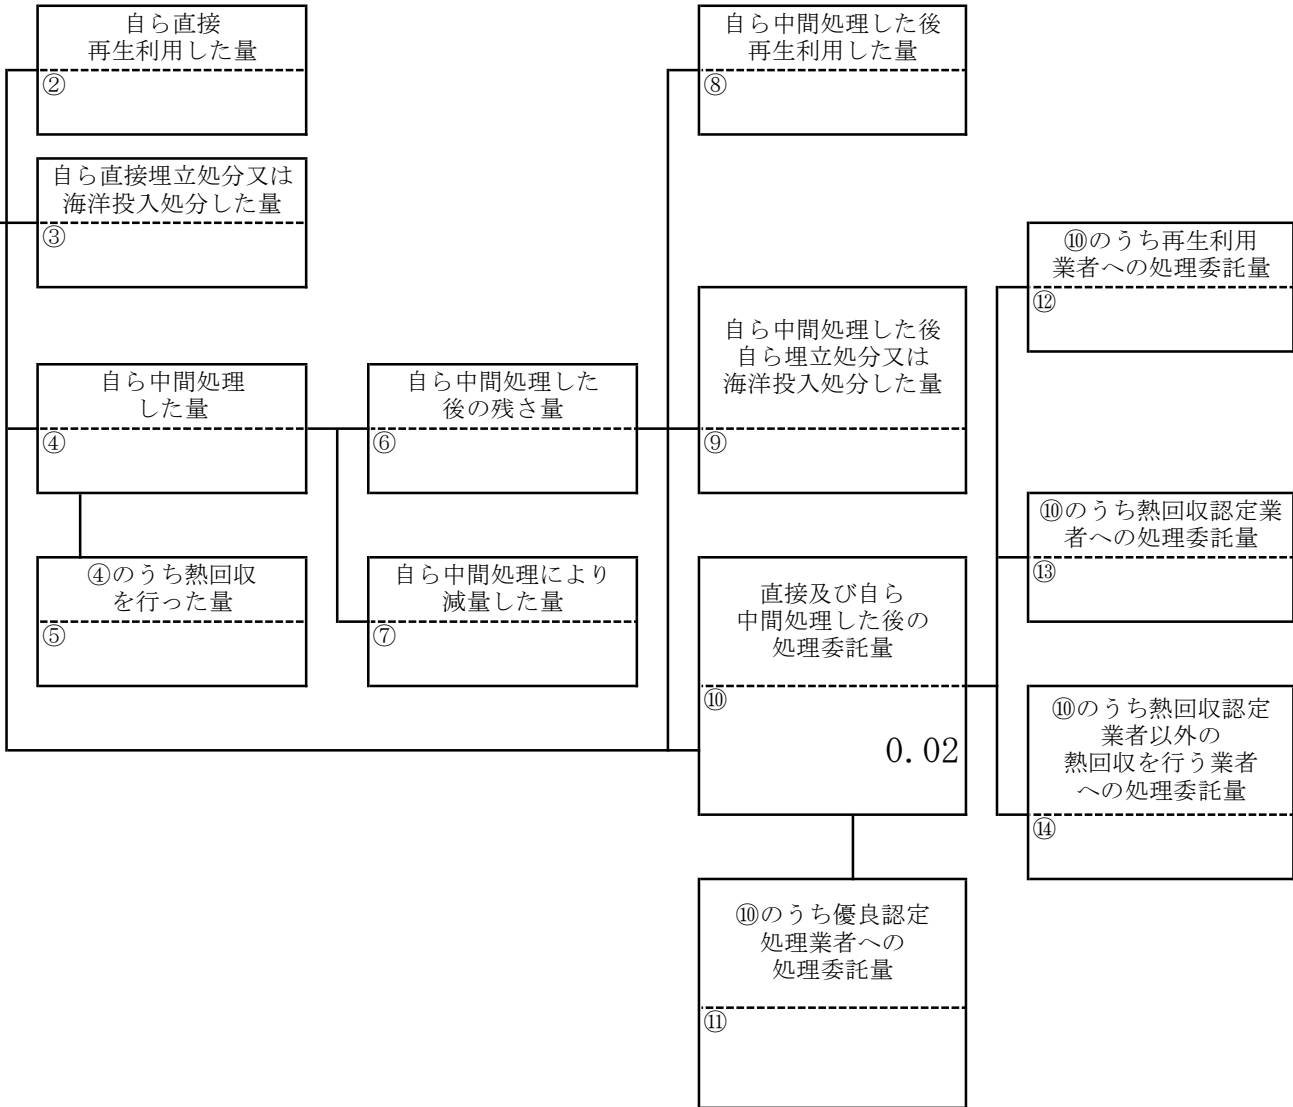 自ら直接
再生利用した量
②
自ら直接埋立処分又は
海洋投入処分した量
③
自ら中間処理
した量
④
④のうち熱回収
を行った量
⑤
自ら中間処理した
後の残さ量
⑥
自ら中間処理により
減量した量
⑦
自ら中間処理した後
再生利用した量
⑧
自ら中間処理した後
自ら埋立処分又は
海洋投入処分した量
⑨
直接及び自ら
中間処理した後の
処理委託量
⑩
0.02
⑩のうち優良認定
処理業者への
処理委託量
⑪
⑩のうち再生利用
業者への処理委託量
⑫
⑩のうち熱回収認定業
者への処理委託量
⑬
⑩のうち熱回収認定
業者以外の
熱回収を行う業者
への処理委託量
⑭